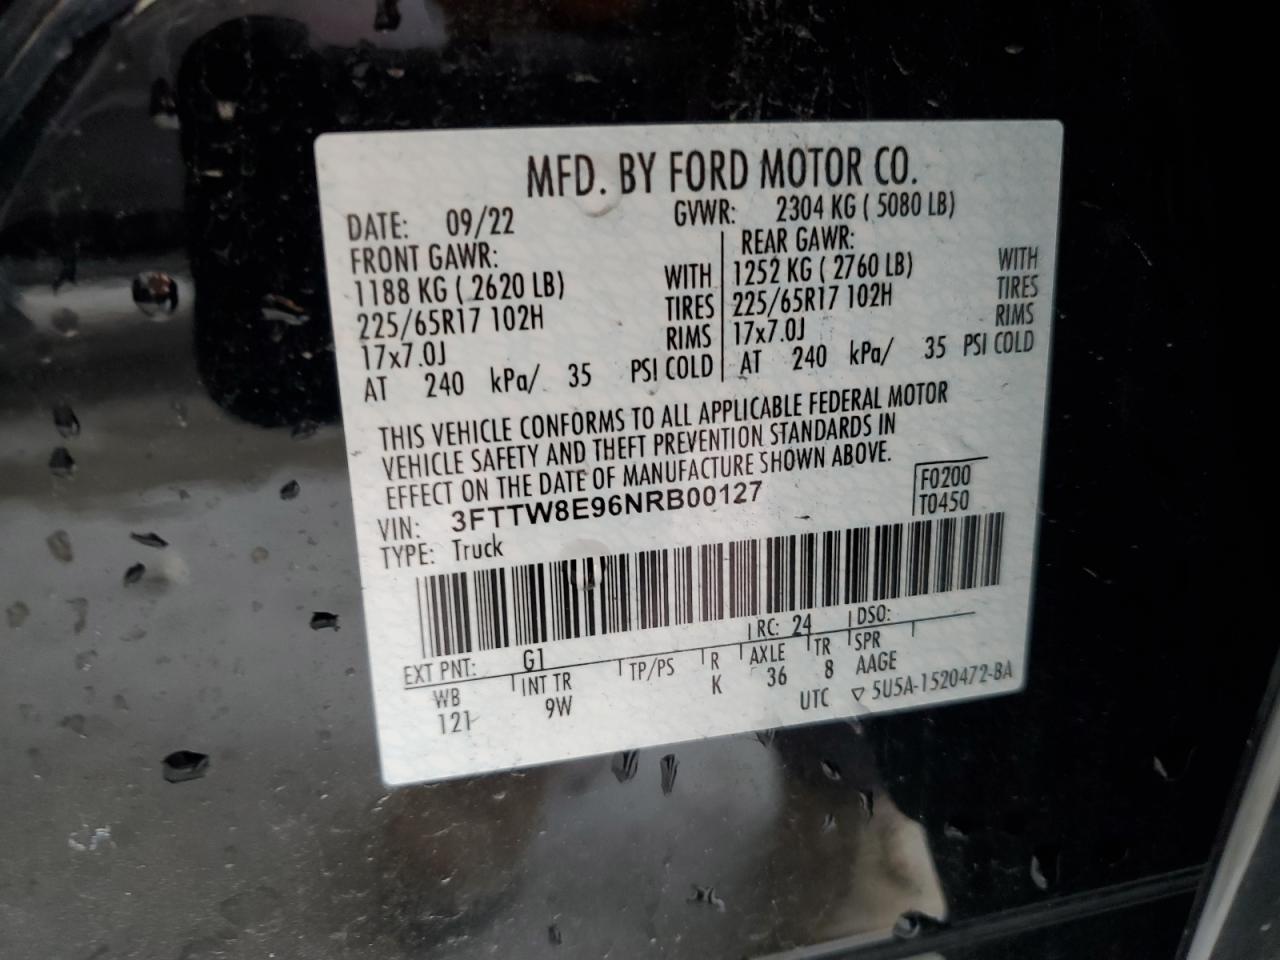 MFD. BY FORD MOTOR CO.
DATE: 09/22 GVWR: 2304 KG ( 5080 LB)
FRONT GAWR: REAR GAWR:
1188 KG ( 2620 LB) WITH 1252 KG ( 2760 LB) WITH
225/65R17 102H TIRES 225/65R17 102H TIRES
17x7.0J RIMS 17x7.0J RIMS
AT 240 kPa/ 35 PSI COLD AT 240 kPa/ 35 PSI COLD
THIS VEHICLE CONFORMS TO ALL APPLICABLE FEDERAL MOTOR
VEHICLE SAFETY AND THEFT PREVENTION STANDARDS IN
EFFECT ON THE DATE OF MANUFACTURE SHOWN ABOVE.
VIN: 3FTTW8E96NRB00127 F0200
TYPE: Truck T0450
EXT PNT: G1 RC: 24 DSO:
WB INT TR TP/PS R AXLE TR SPR
121 9W K 36 8 AAGE
UTC ▽ 5U5A-1520472-BA